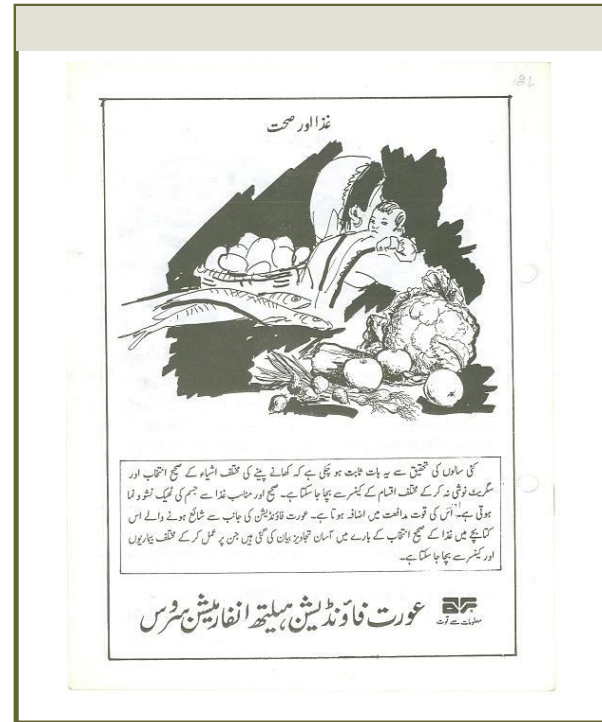 غذا اور صحت
کئی سالوں کی تحقیق سے یہ بات ثابت ہو چکی ہے کہ کھانے پینے کی مختلف اشیاء کے صحیح انتخاب اور
سگریٹ نوشی نہ کر کے مختلف اقسام کے کینسر سے بچا جا سکتا ہے۔ صحیح اور مناسب غذا سے جسم کی ٹھیک نشوونما
ہوتی ہے۔ اس کی قوت مدافعت میں اضافہ ہوتا ہے۔ عورت فاؤنڈیشن کی جانب سے شائع ہونے والے اس
کتابچے میں غذا کے صحیح انتخاب کے بارے میں آسان تجاویز بیان کی گئی ہیں جن پر عمل کر کے مختلف بیماریوں
اور کینسر سے بچا جا سکتا ہے۔
عورت فاؤنڈیشن ہیلتھ انفارمیشن سروس
معلومات سے قوت